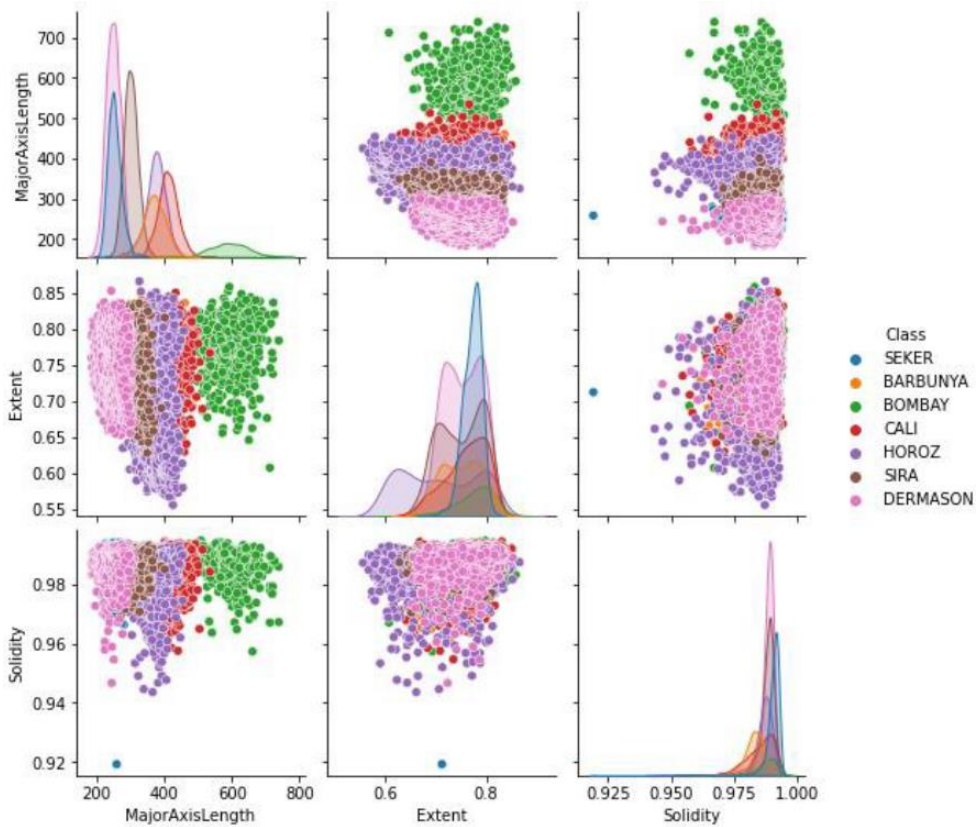 700
600
500
400
300
200
MajorAxisLength
0.85
0.80
0.75
0.70
0.65
0.60
0.55
Extent
Class
SEKER
BARBUNYA
BOMBAY
CALI
HOROZ
SIRA
DERMASON
0.98
0.96
0.94
0.92
Solidity
200 400 600 800
MajorAxisLength
0.6 0.8
Extent
0.925 0.950 0.975 1.000
Solidity